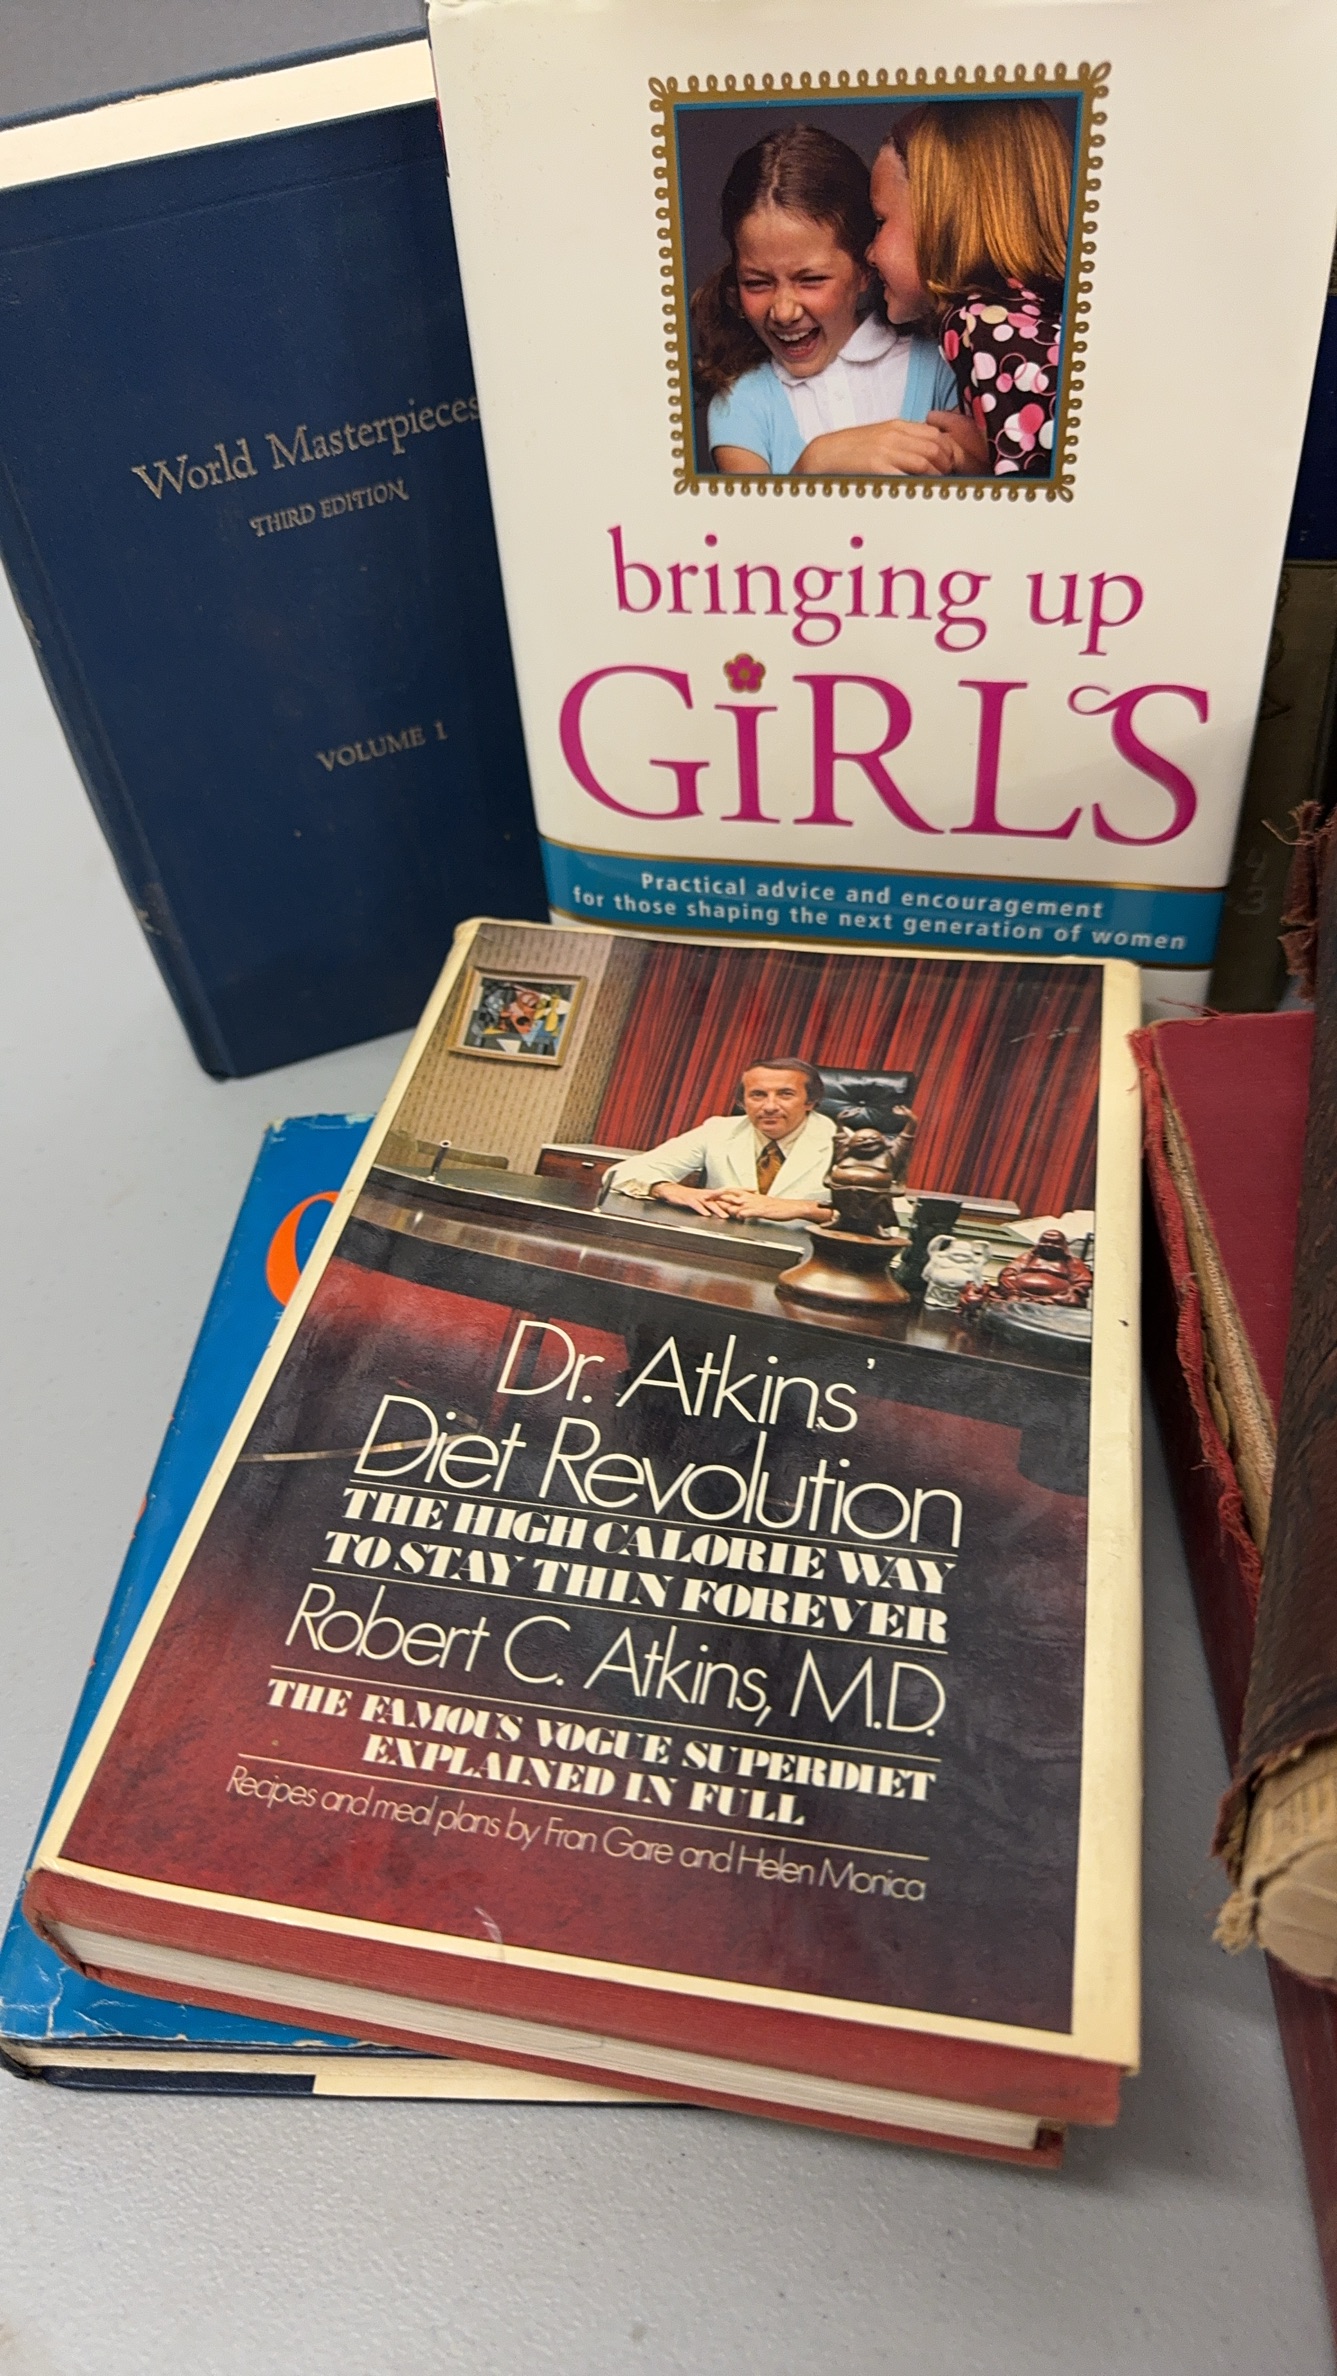 World Masterpieces
THIRD EDITION
VOLUME 1
bringing up
GiRLS
Practical advice and encouragement
for those shaping the next generation of women
Dr. Atkins'
Diet Revolution
THE HIGH CALORIE WAY
TO STAY THIN FOREVER
Robert C. Atkins, M.D.
THE FAMOUS VOGUE SUPERDIET
EXPLAINED IN FULL
Recipes and meal plans by Fran Gare and Helen Monica